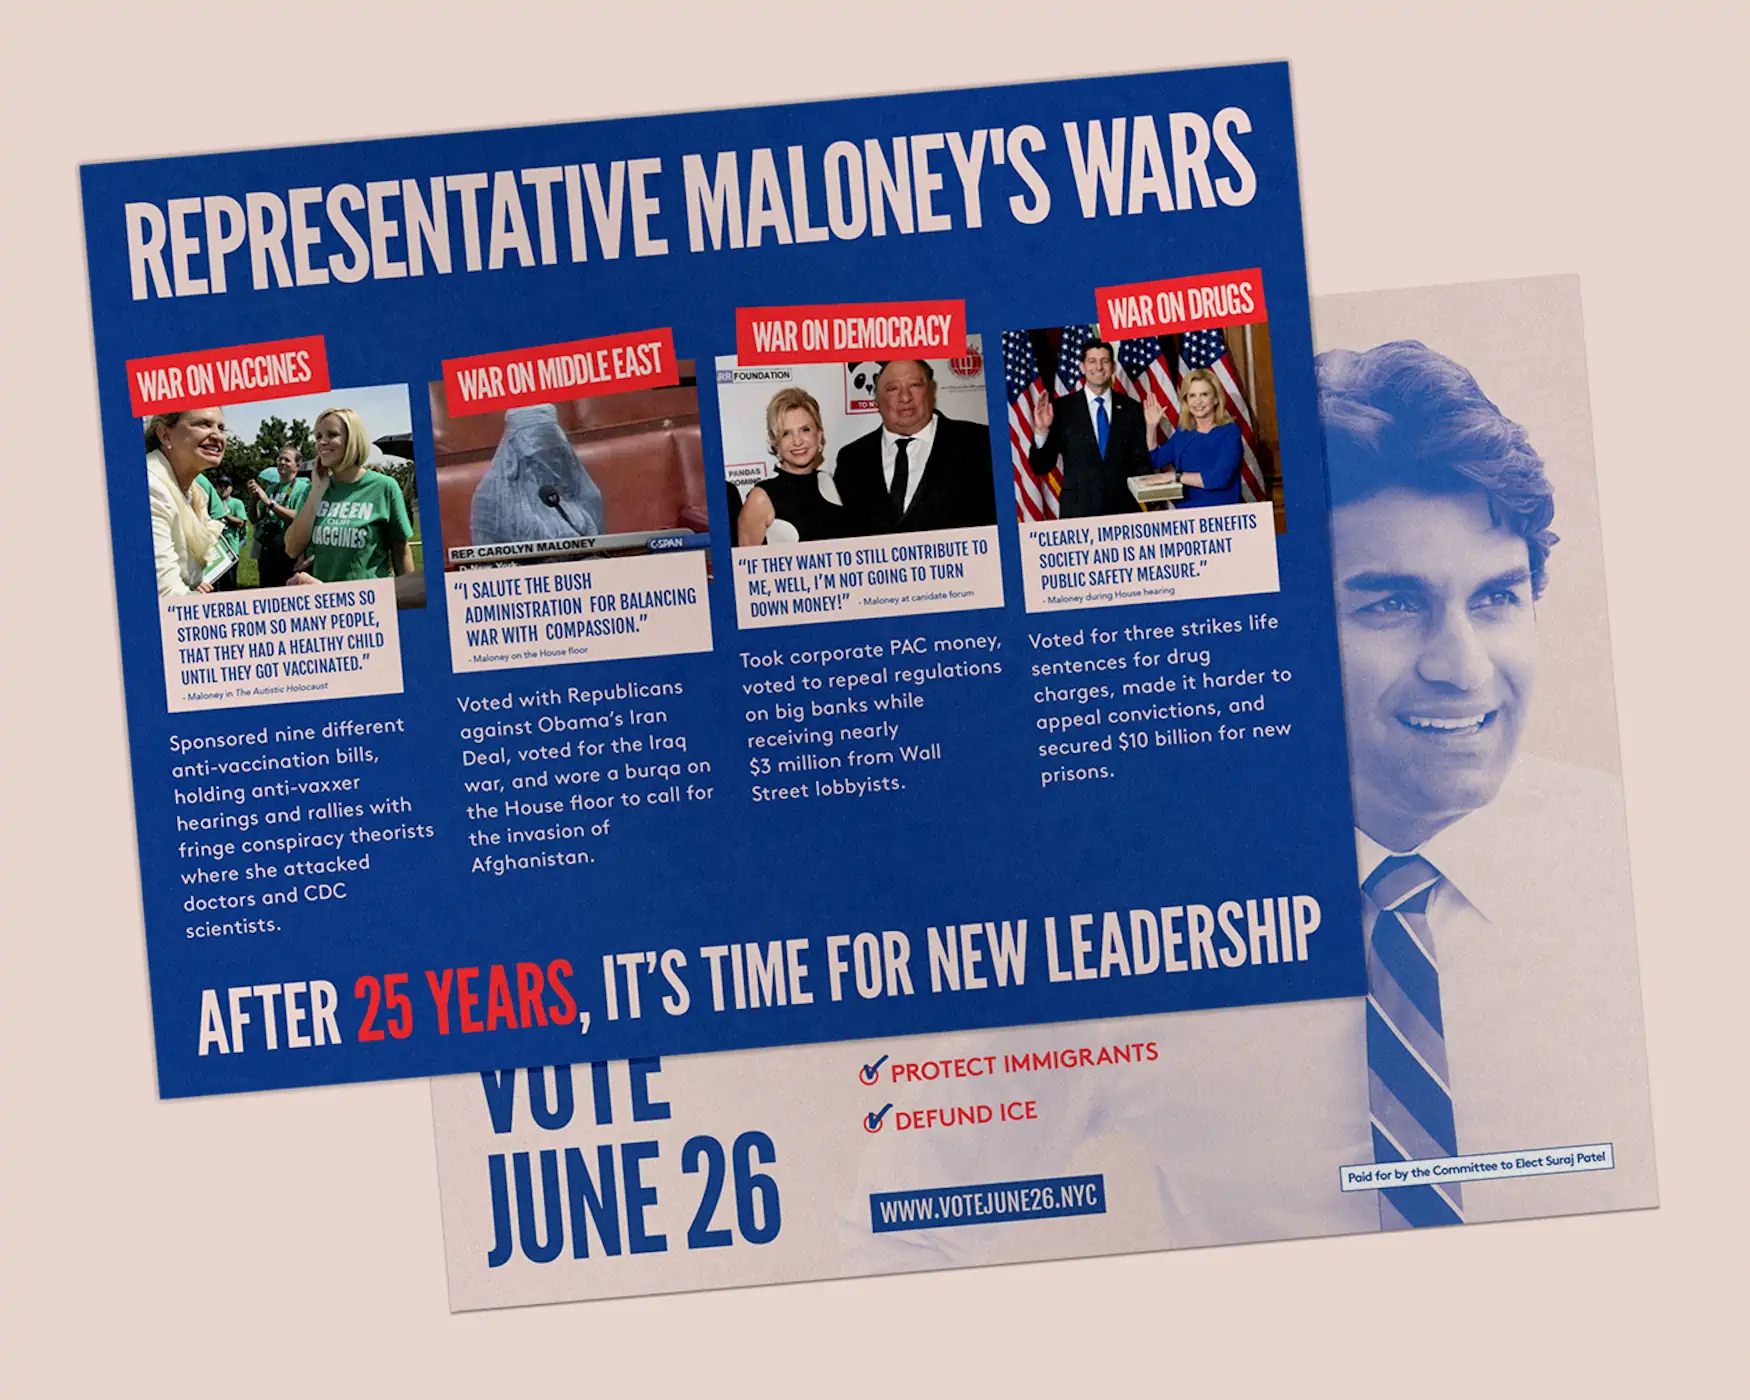 REPRESENTATIVE MALONEY'S WARS
WAR ON VACCINES
GREEN
OUR
VACCINES
“THE VERBAL EVIDENCE SEEMS SO
STRONG FROM SO MANY PEOPLE,
THAT THEY HAD A HEALTHY CHILD
UNTIL THEY GOT VACCINATED.”
- Maloney in The Autistic Holocaust
Sponsored nine different
anti-vaccination bills,
holding anti-vaxxer
hearings and rallies with
fringe conspiracy theorists
where she attacked
doctors and CDC
scientists.
WAR ON MIDDLE EAST
REP. CAROLYN MALONEY
C-SPAN
“I SALUTE THE BUSH
ADMINISTRATION FOR BALANCING
WAR WITH COMPASSION.”
- Maloney on the House floor
Voted with Republicans
against Obama’s Iran
Deal, voted for the Iraq
war, and wore a burqa on
the House floor to call for
the invasion of
Afghanistan.
WAR ON DEMOCRACY
FOUNDATION
TO N
PANDAS
“IF THEY WANT TO STILL CONTRIBUTE TO
ME, WELL, I’M NOT GOING TO TURN
DOWN MONEY!” - Maloney at canidate forum
Took corporate PAC money,
voted to repeal regulations
on big banks while
receiving nearly
$3 million from Wall
Street lobbyists.
WAR ON DRUGS
“CLEARLY, IMPRISONMENT BENEFITS
SOCIETY AND IS AN IMPORTANT
PUBLIC SAFETY MEASURE.”
- Maloney during House hearing
Voted for three strikes life
sentences for drug
charges, made it harder to
appeal convictions, and
secured $10 billion for new
prisons.
AFTER 25 YEARS, IT’S TIME FOR NEW LEADERSHIP
VOTE
JUNE 26
PROTECT IMMIGRANTS
DEFUND ICE
WWW.VOTEJUNE26.NYC
Paid for by the Committee to Elect Suraj Patel